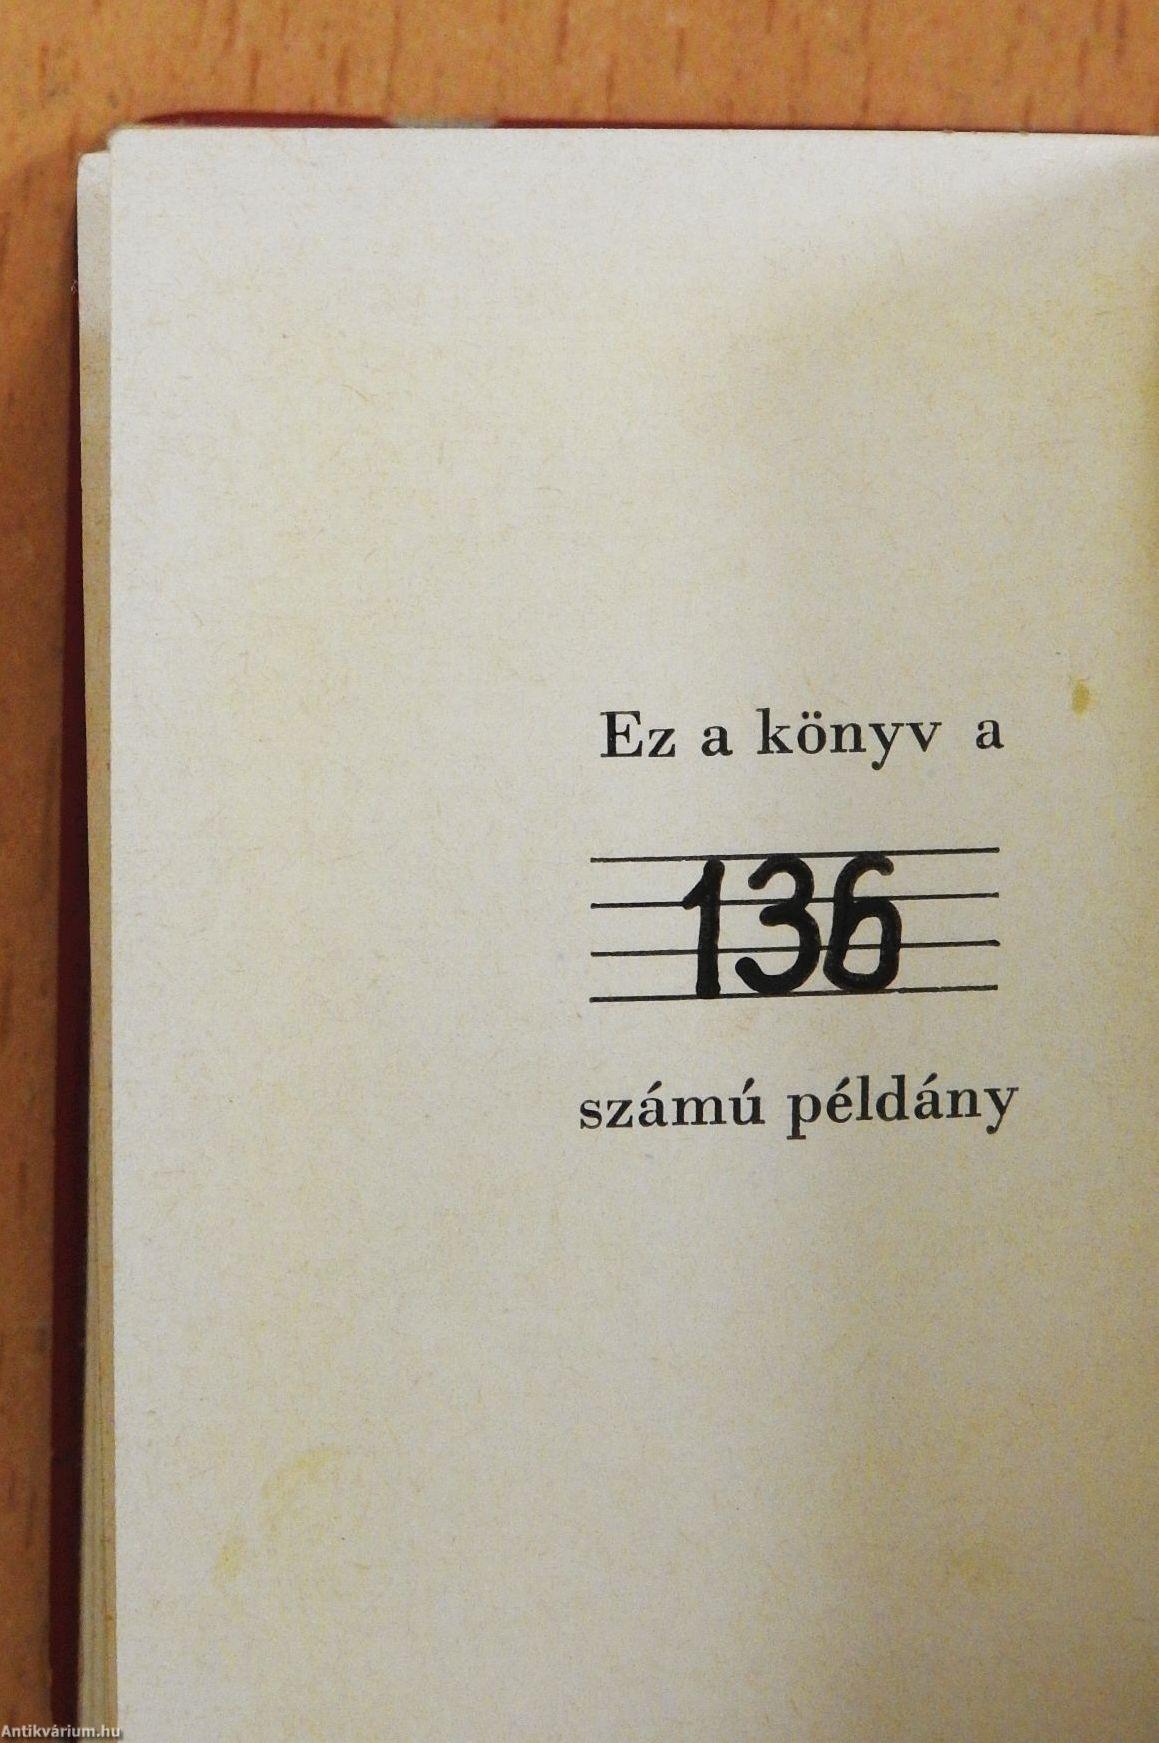 Ez a könyv a
136
számú példány
Antikvárium.hu